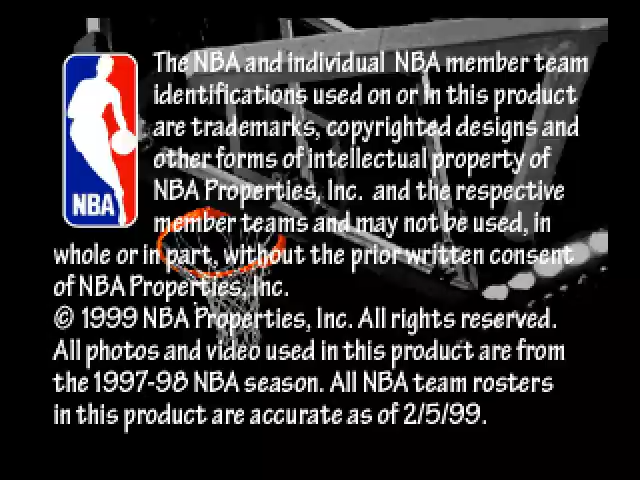 The NBA and individual NBA member team
identifications used on or in this product
are trademarks, copyrighted designs and
other forms of intellectual property of
NBA Properties, Inc. and the respective
member teams and may not be used, in
whole or in part, without the prior written consent
of NBA Properties, Inc.
© 1999 NBA Properties, Inc. All rights reserved.
All photos and video used in this product are from
the 1997-98 NBA season. All NBA team rosters
in this product are accurate as of 2/5/99.
NBA